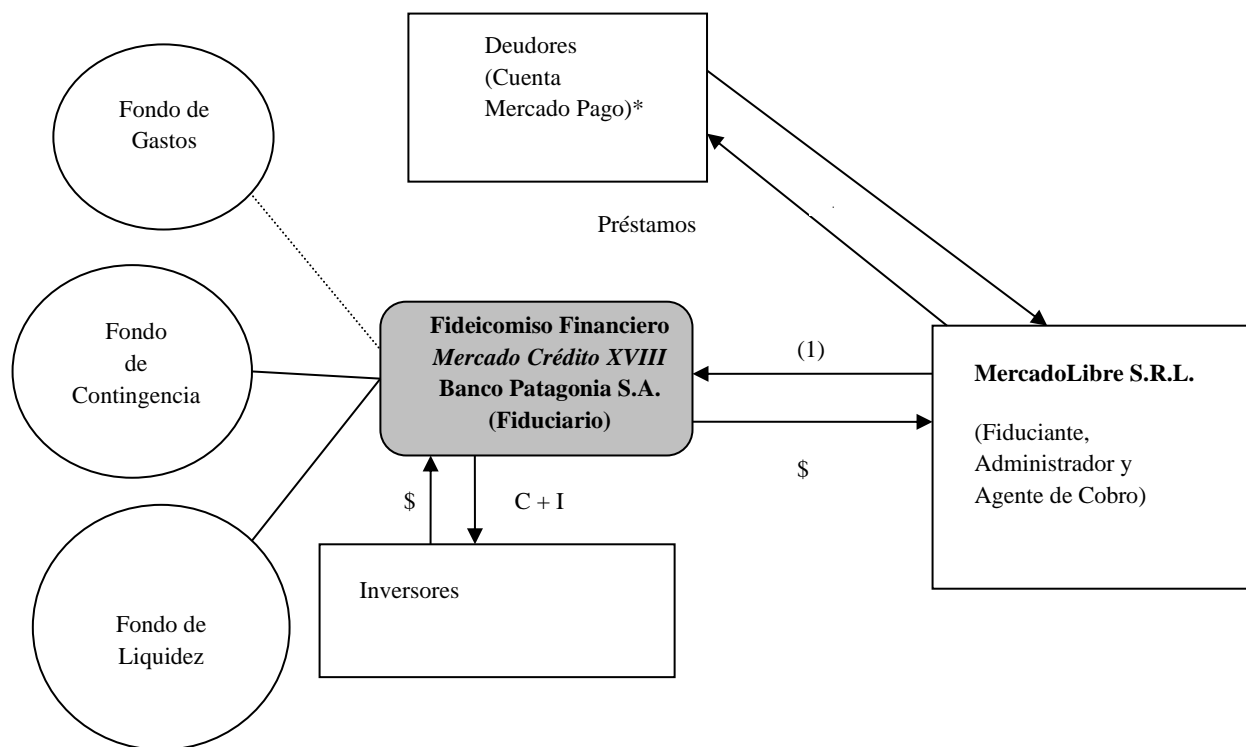 Deudores
(Cuenta
Mercado Pago)*
Fondo de
Gastos
Préstamos
Fondo
de
Contingencia
Fideicomiso Financiero
Mercado Crédito XVIII
Banco Patagonia S.A.
(Fiduciario)
(1)
$
MercadoLibre S.R.L.
(Fiduciante,
Administrador y
Agente de Cobro)
$
C + I
Inversores
Fondo de
Liquidez